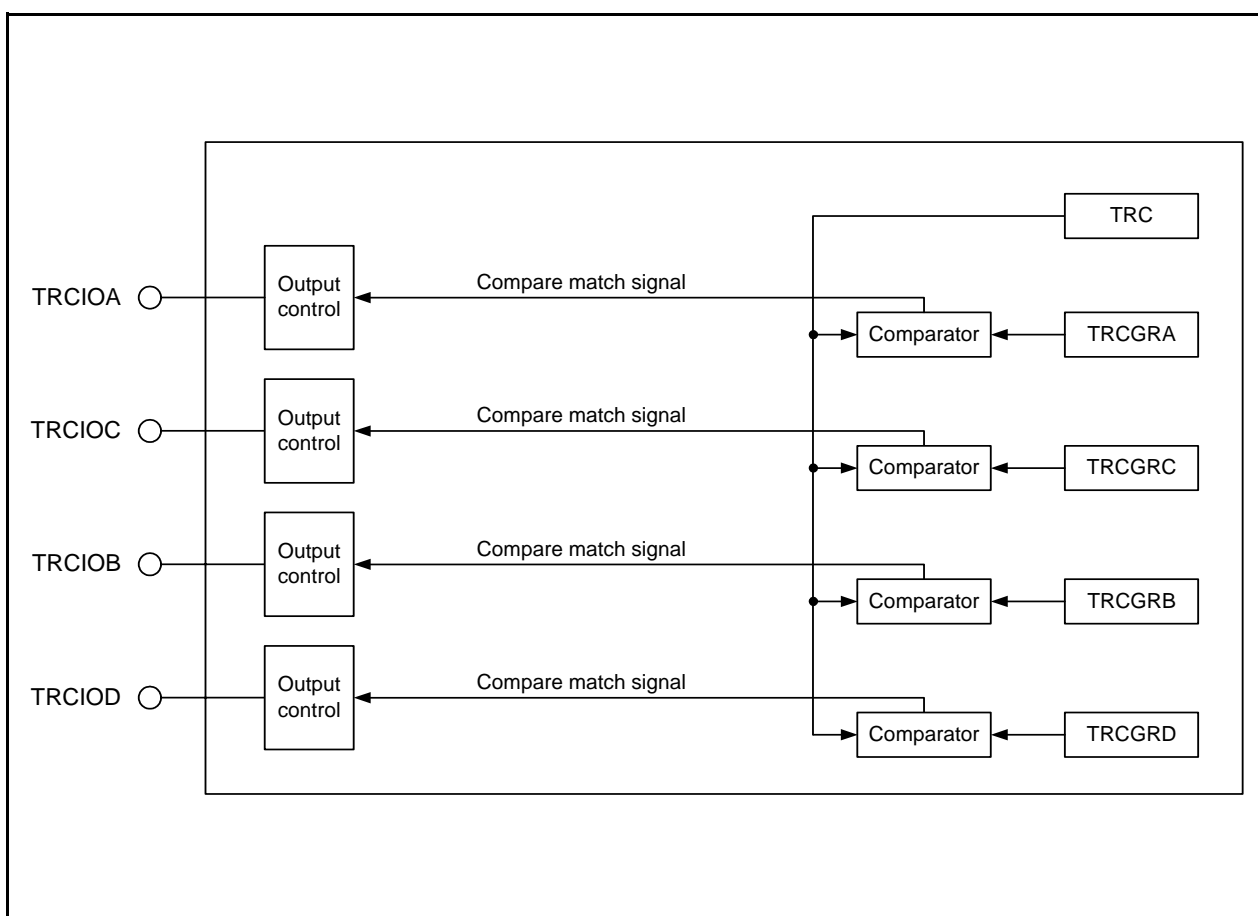 TRC
TRCIOA
Output
control
Compare match signal
Comparator
TRCGRA
TRCIOC
Output
control
Compare match signal
Comparator
TRCGRC
TRCIOB
Output
control
Compare match signal
Comparator
TRCGRB
TRCIOD
Output
control
Compare match signal
Comparator
TRCGRD